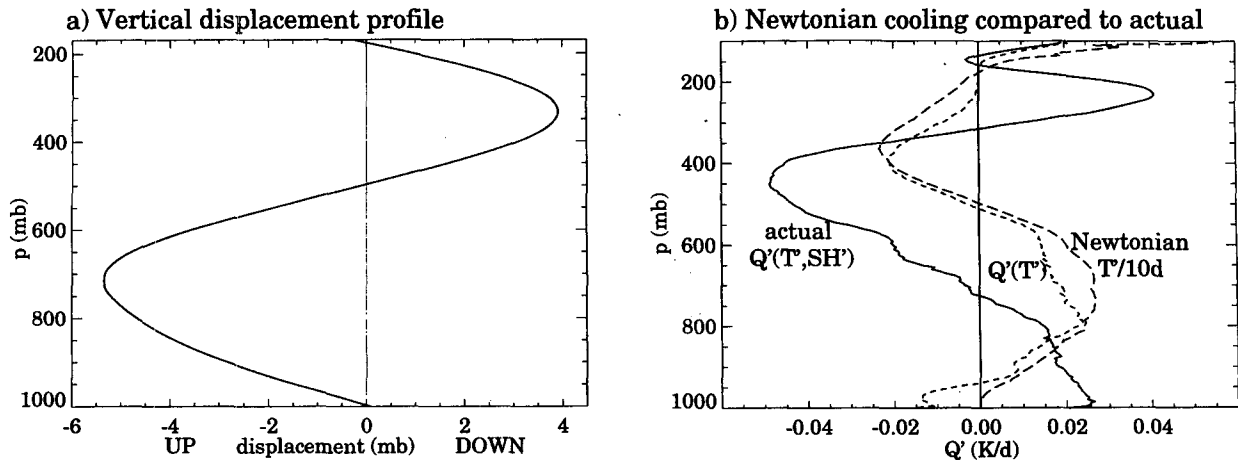 a) Vertical displacement profile
200
400
600
800
1000
p (mb)
-6 -4 -2 0 2 4
UP displacement (mb) DOWN
b) Newtonian cooling compared to actual
200
400
600
800
1000
p (mb)
actual
Q'(T',SH')
Q'(T')
Newtonian
T'/10d
-0.04 -0.02 0.00 0.02 0.04
Q' (K/d)